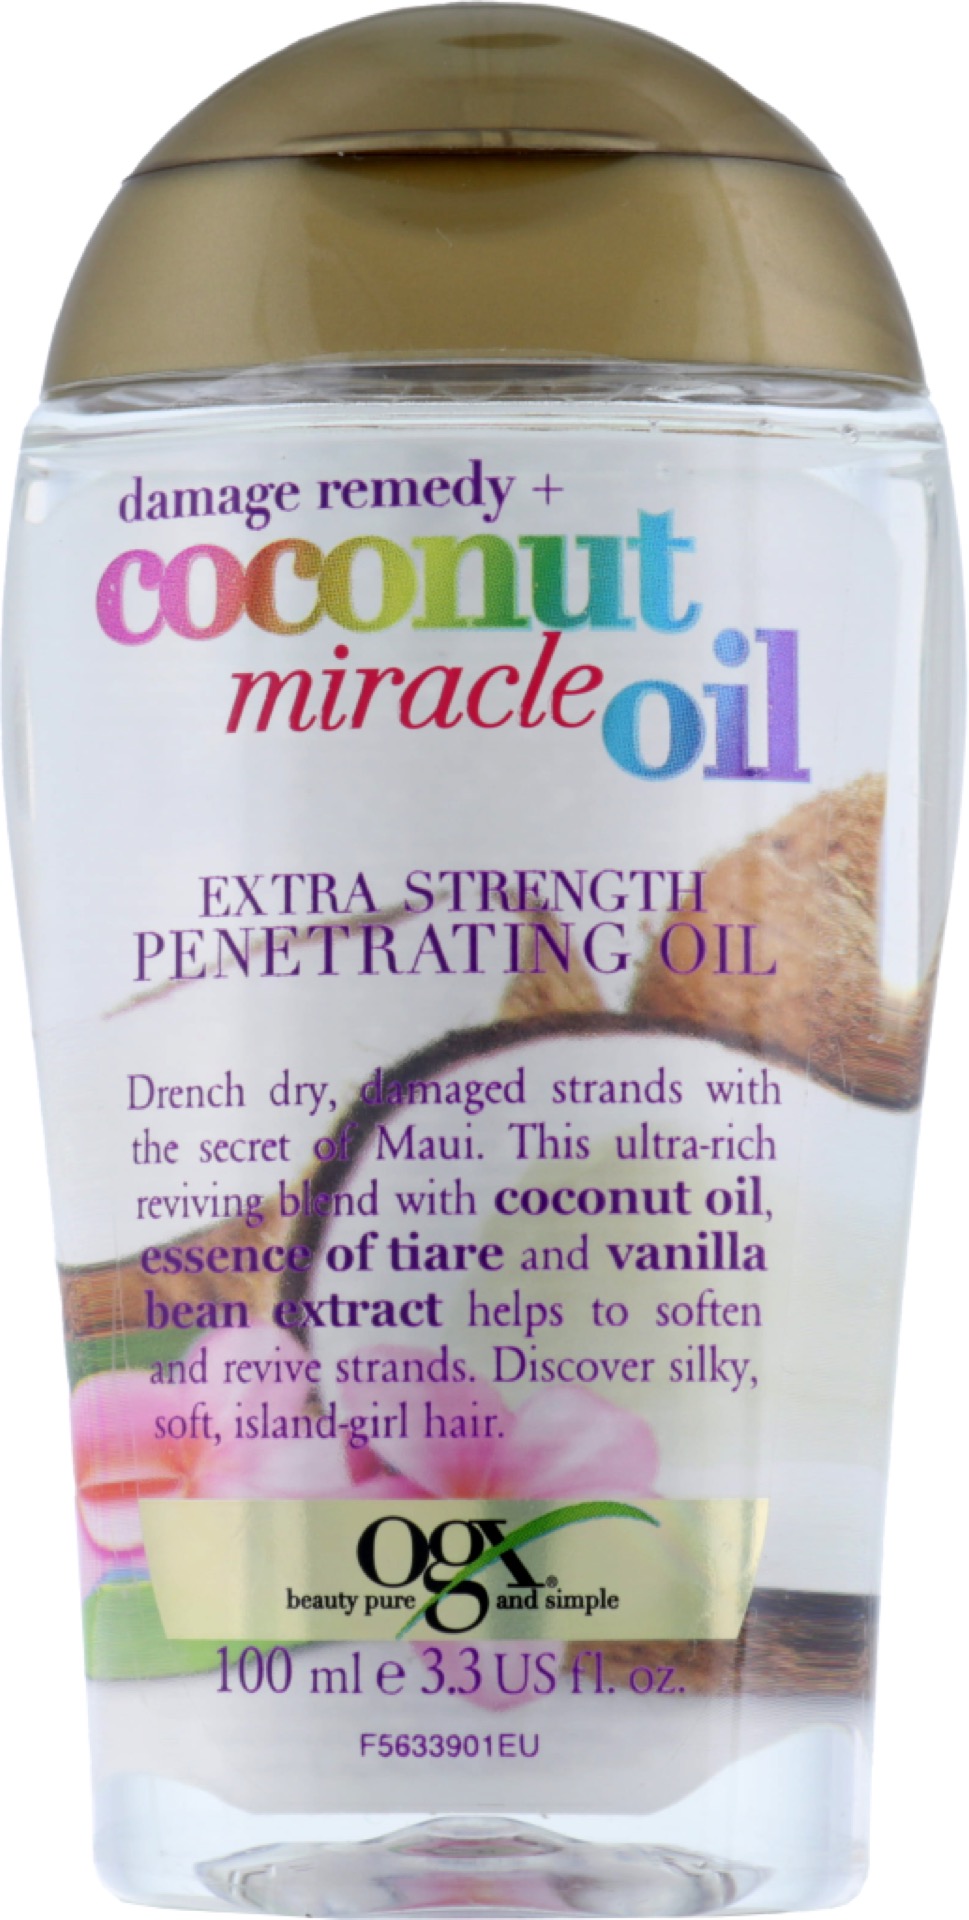 damage remedy +
coconut
miracle oil
EXTRA STRENGTH
PENETRATING OIL
Drench dry, damaged strands with
the secret of Maui. This ultra-rich
reviving blend with coconut oil,
essence of tiare and vanilla
bean extract helps to soften
and revive strands. Discover silky,
soft, island-girl hair.
ogx®
beauty pure and simple
100 ml e 3.3 US fl. oz.
F5633901EU